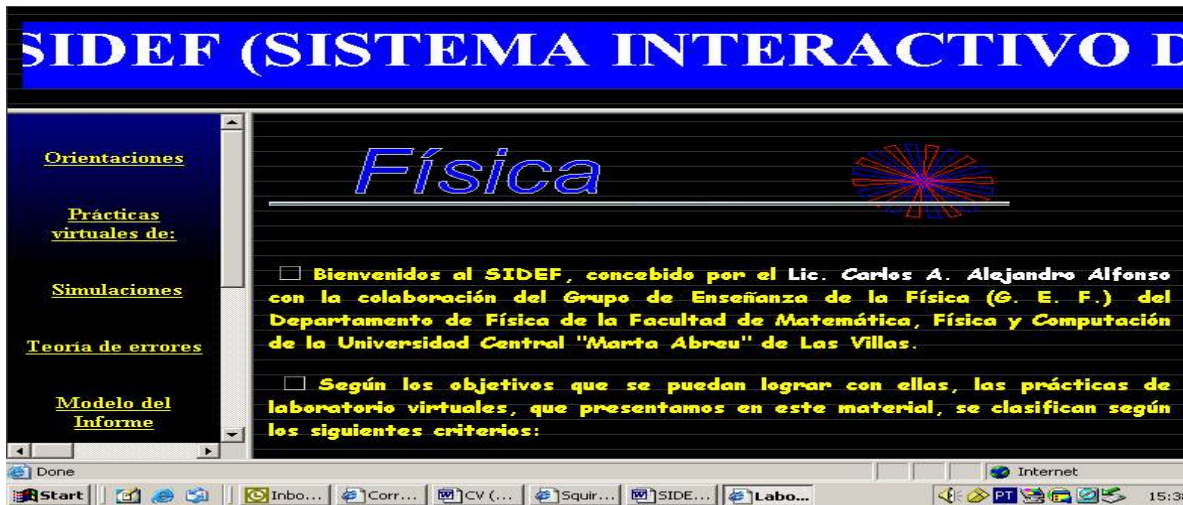 SIDEF (SISTEMA INTERACTIVO D
Orientaciones
Prácticas
virtuales de:
Simulaciones
Teoría de errores
Modelo del
Informe
Física
Bienvenidos al SIDEF, concebido por el Lic. Carlos A. Alejandro Alfonso
con la colaboración del Grupo de Enseñanza de la Física (G. E. F.) del
Departamento de Física de la Facultad de Matemática, Física y Computación
de la Universidad Central "Marta Abreu" de Las Villas.
Según los objetivos que se puedan lograr con ellas, las prácticas de
laboratorio virtuales, que presentamos en este material, se clasifican según
los siguientes criterios:
Done
Internet
Start Inbo... Corr... CV (... Squir... SIDE... Labo... PT 15:38